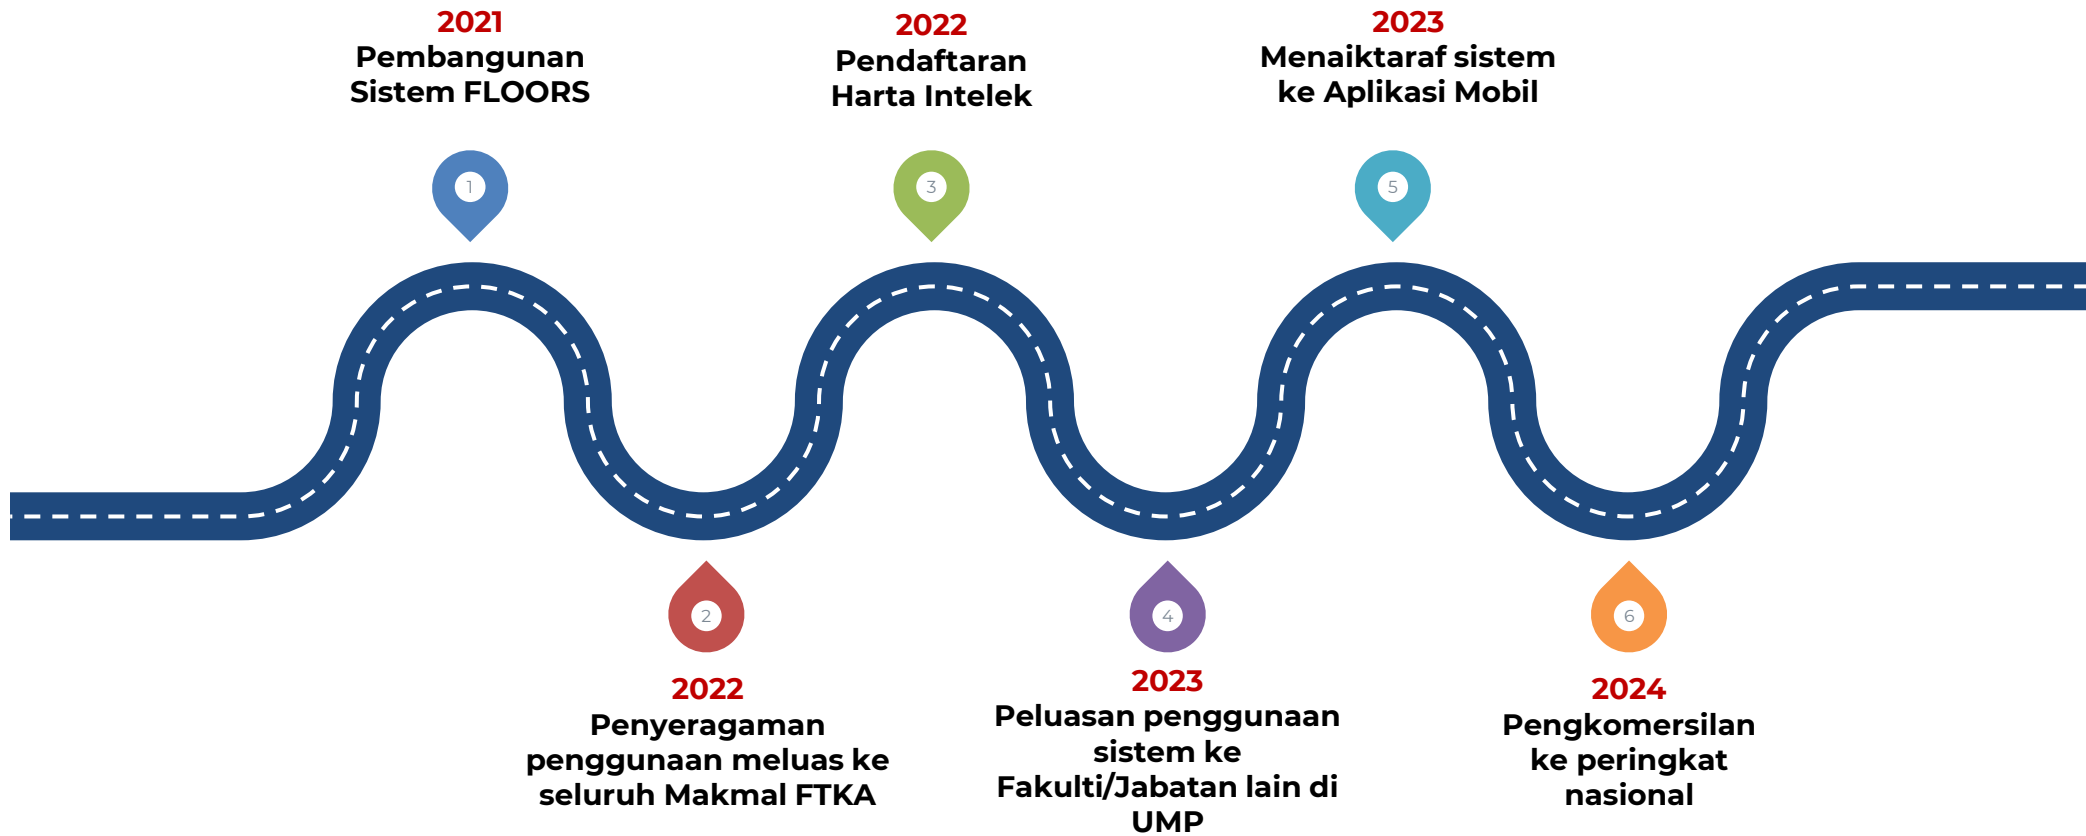 2021
Pembangunan
Sistem FLOORS
1
2
2022
Penyeragaman
penggunaan meluas ke
seluruh Makmal FTKA
2022
Pendaftaran
Harta Intelek
3
4
2023
Peluasan penggunaan
sistem ke
Fakulti/Jabatan lain di
UMP
2023
Menaiktaraf sistem
ke Aplikasi Mobil
5
6
2024
Pengkomersilan
ke peringkat
nasional